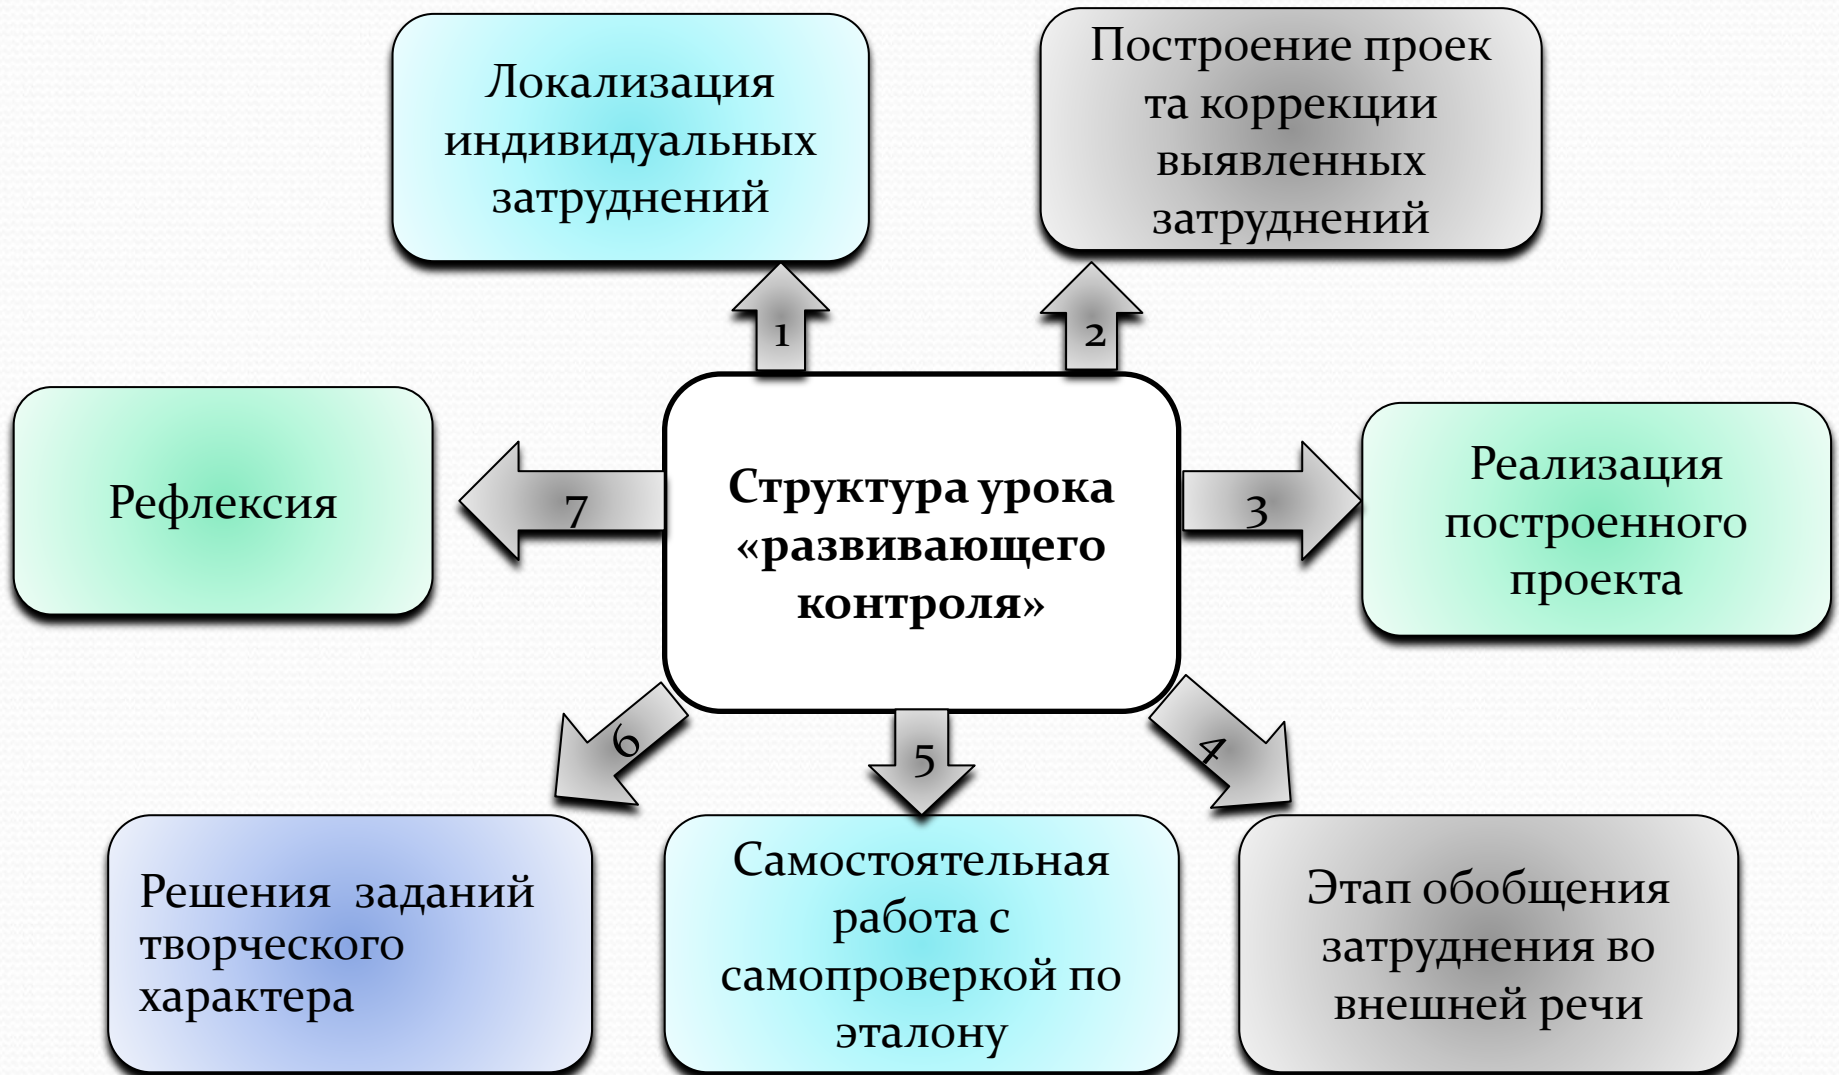 Локализация
индивидуальных
затруднений
Построение проек
та коррекции
выявленных
затруднений
1
2
Рефлексия
7
Структура урока
«развивающего
контроля»
3
Реализация
построенного
проекта
6
5
4
Решения заданий
творческого
характера
Самостоятельная
работа с
самопроверкой по
эталону
Этап обобщения
затруднения во
внешней речи